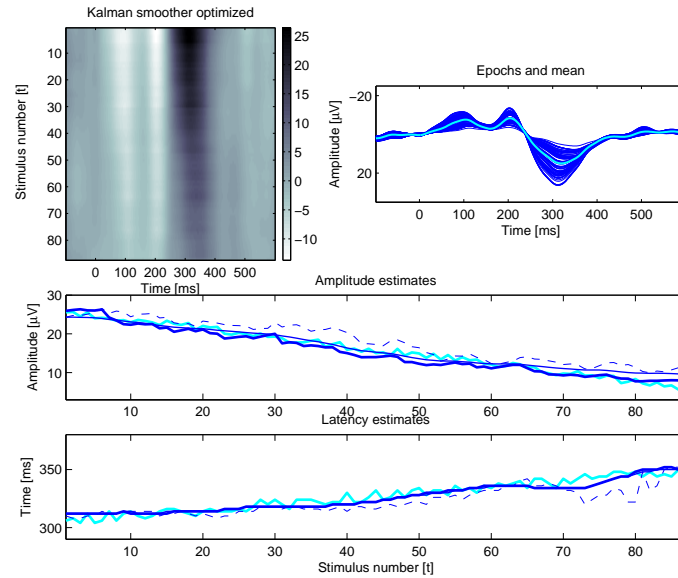 Kalman smoother optimized
Stimulus number [t]
10
20
30
40
50
60
70
80
0 100 200 300 400 500
Time [ms]
25
20
15
10
5
0
−5
−10
Epochs and mean
Amplitude [μV]
−20
0
20
0 100 200 300 400 500
Time [ms]
Amplitude estimates
Amplitude [μV]
30
20
10
10 20 30 40 50 60 70 80
Latency estimates
Time [ms]
350
300
10 20 30 40 50 60 70 80
Stimulus number [t]